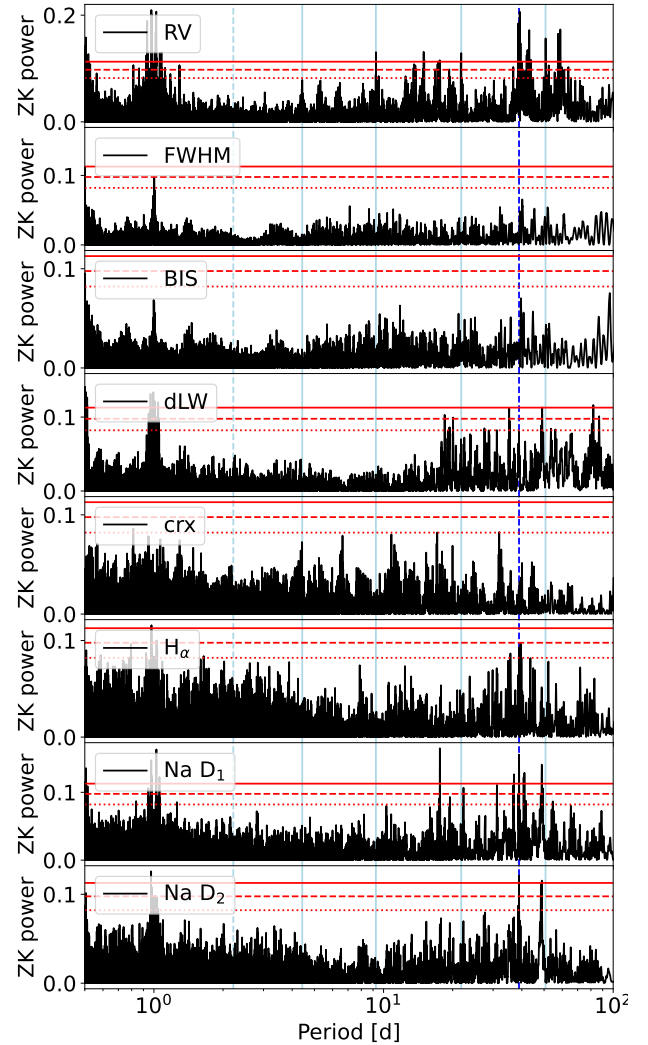 0.2
RV
ZK power
0.0
FWHM
0.1
ZK power
0.0
BIS
0.1
ZK power
0.0
dLW
0.1
ZK power
0.0
crx
0.1
ZK power
0.0
Hα
0.1
ZK power
0.0
Na D₁
0.1
ZK power
0.0
Na D₂
0.1
ZK power
0.0
10⁰ 10¹ 10²
Period [d]